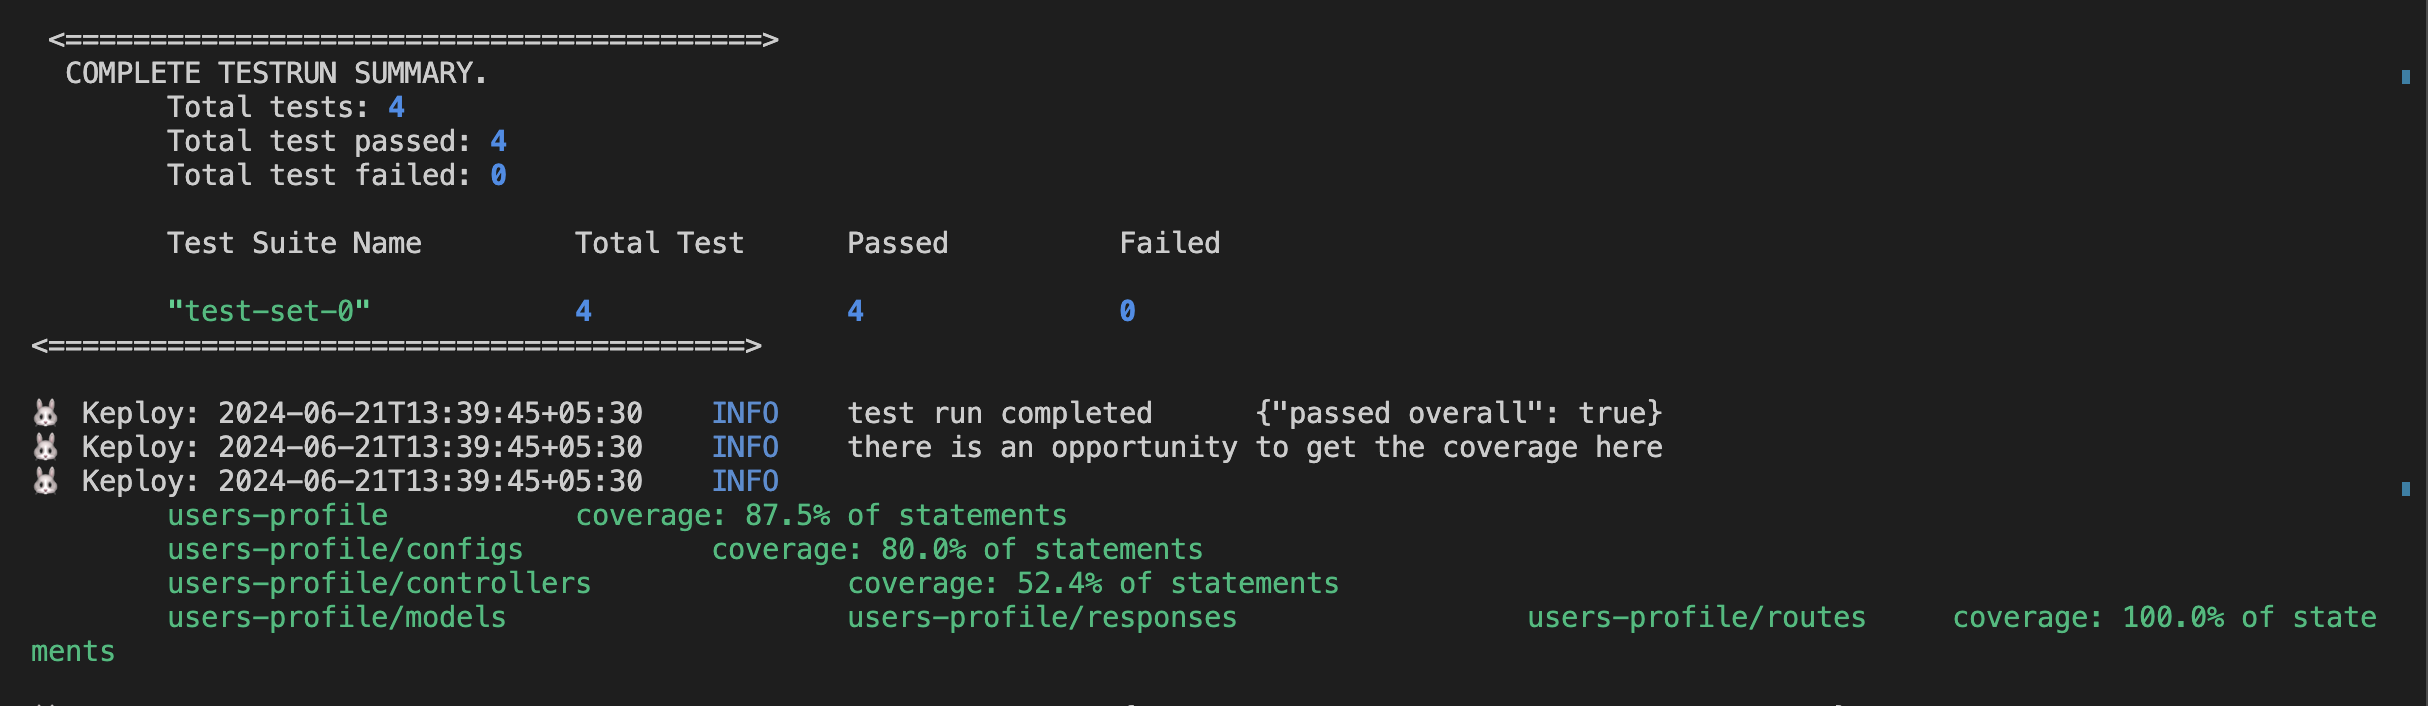 <=========================================>
COMPLETE TESTRUN SUMMARY.
Total tests: 4
Total test passed: 4
Total test failed: 0
Test Suite Name Total Test Passed Failed
"test-set-0" 4 4 0
<=========================================>
🐰 Keploy: 2024-06-21T13:39:45+05:30 INFO test run completed {"passed overall": true}
🐰 Keploy: 2024-06-21T13:39:45+05:30 INFO there is an opportunity to get the coverage here
🐰 Keploy: 2024-06-21T13:39:45+05:30 INFO
users-profile coverage: 87.5% of statements
users-profile/configs coverage: 80.0% of statements
users-profile/controllers coverage: 52.4% of statements
users-profile/models users-profile/responses users-profile/routes coverage: 100.0% of state
ments